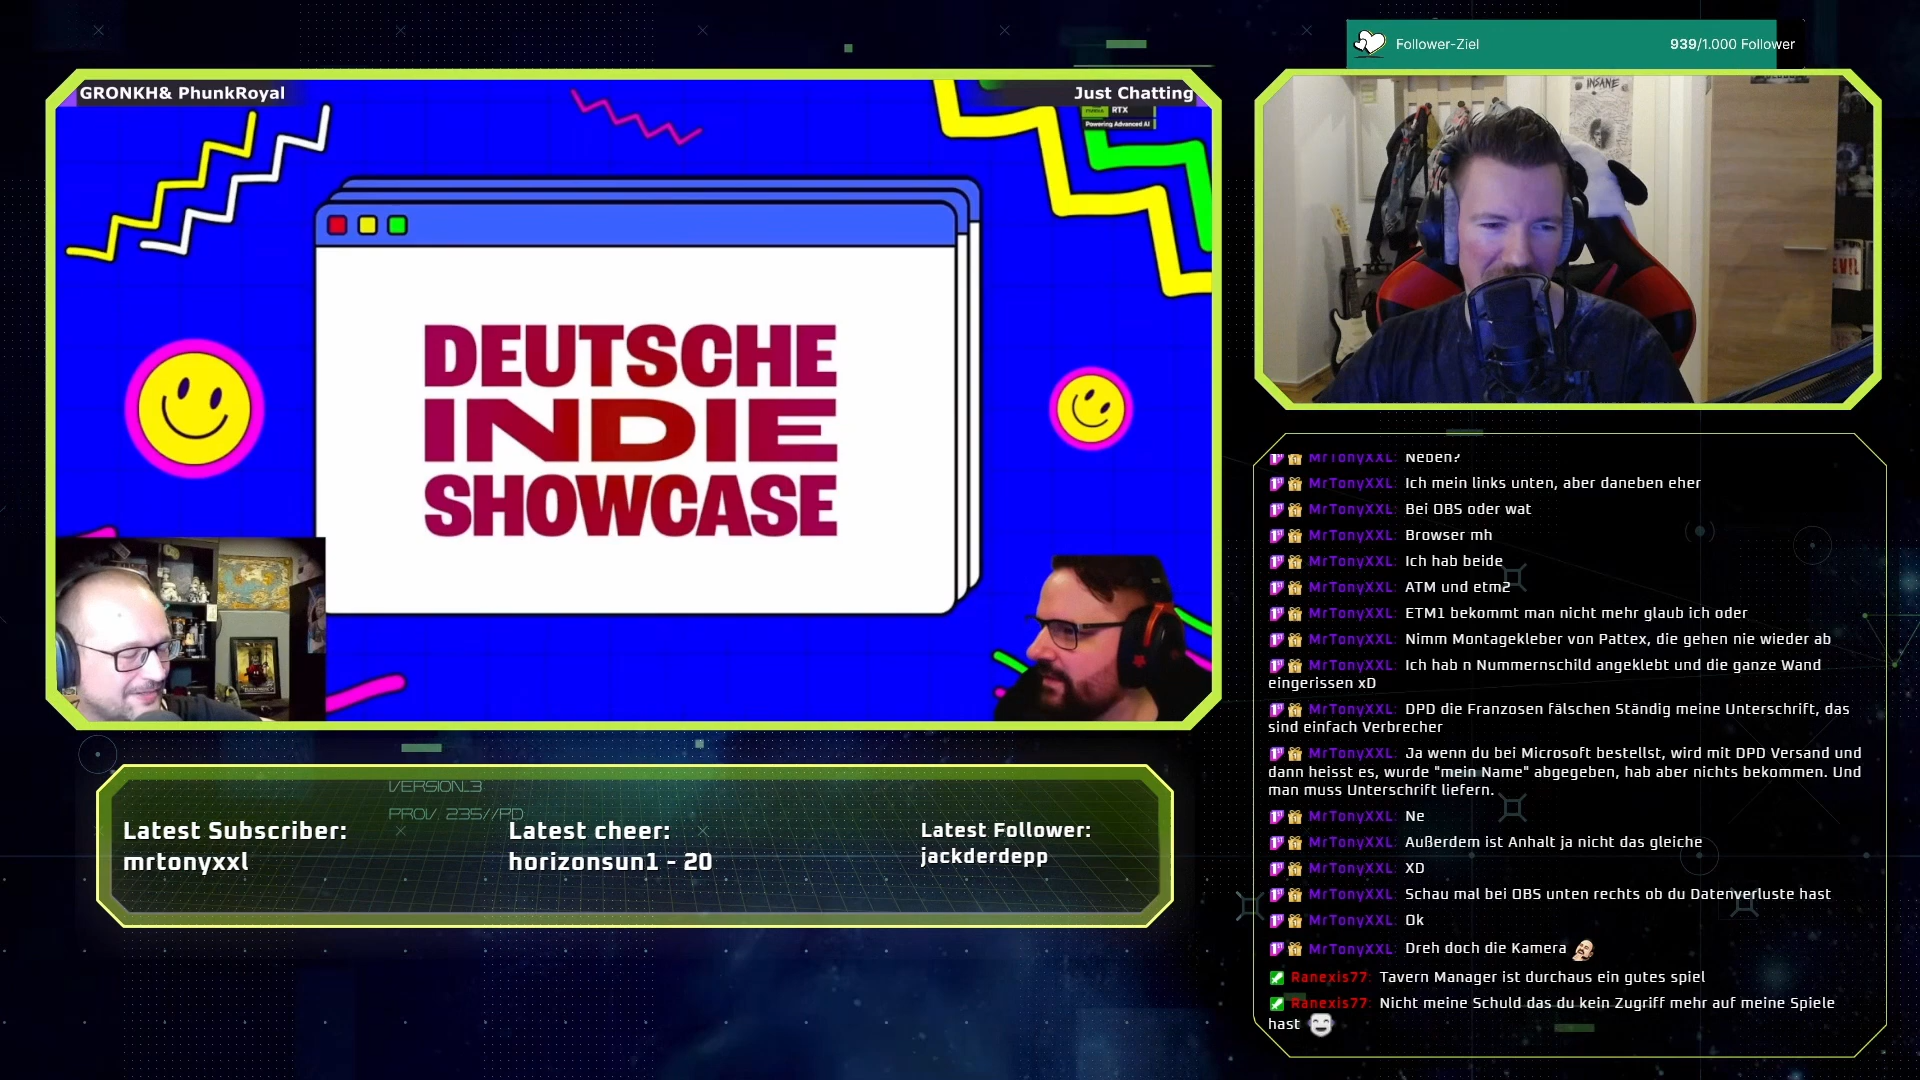 Follower-Ziel
939/1.000 Follower
GRONKH& PhunkRoyal
Just Chatting
RTX
Powering Advanced AI
INSANE
DEUTSCHE
INDIE
SHOWCASE
EVIL
MrTonyXXL: Neben?
MrTonyXXL: Ich mein links unten, aber daneben eher
MrTonyXXL: Bei OBS oder wat
MrTonyXXL: Browser mh
MrTonyXXL: Ich hab beide
MrTonyXXL: ATM und etm2
MrTonyXXL: ETM1 bekommt man nicht mehr glaub ich oder
MrTonyXXL: Nimm Montagekleber von Pattex, die gehen nie wieder ab
MrTonyXXL: Ich hab n Nummernschild angeklebt und die ganze Wand
eingerissen xD
MrTonyXXL: DPD die Franzosen fälschen Ständig meine Unterschrift, das
sind einfach Verbrecher
MrTonyXXL: Ja wenn du bei Microsoft bestellst, wird mit DPD Versand und
dann heisst es, wurde "mein Name" abgegeben, hab aber nichts bekommen. Und
man muss Unterschrift liefern.
MrTonyXXL: Ne
MrTonyXXL: Außerdem ist Anhalt ja nicht das gleiche
MrTonyXXL: XD
MrTonyXXL: Schau mal bei OBS unten rechts ob du Datenverluste hast
MrTonyXXL: Ok
MrTonyXXL: Dreh doch die Kamera
Ranexis77: Tavern Manager ist durchaus ein gutes spiel
Ranexis77: Nicht meine Schuld das du kein Zugriff mehr auf meine Spiele
hast
VERSION_3
PROV. 235//PD
Latest Subscriber:
mrtonyxxl
Latest cheer:
horizonsun1 - 20
Latest Follower:
jackderdepp